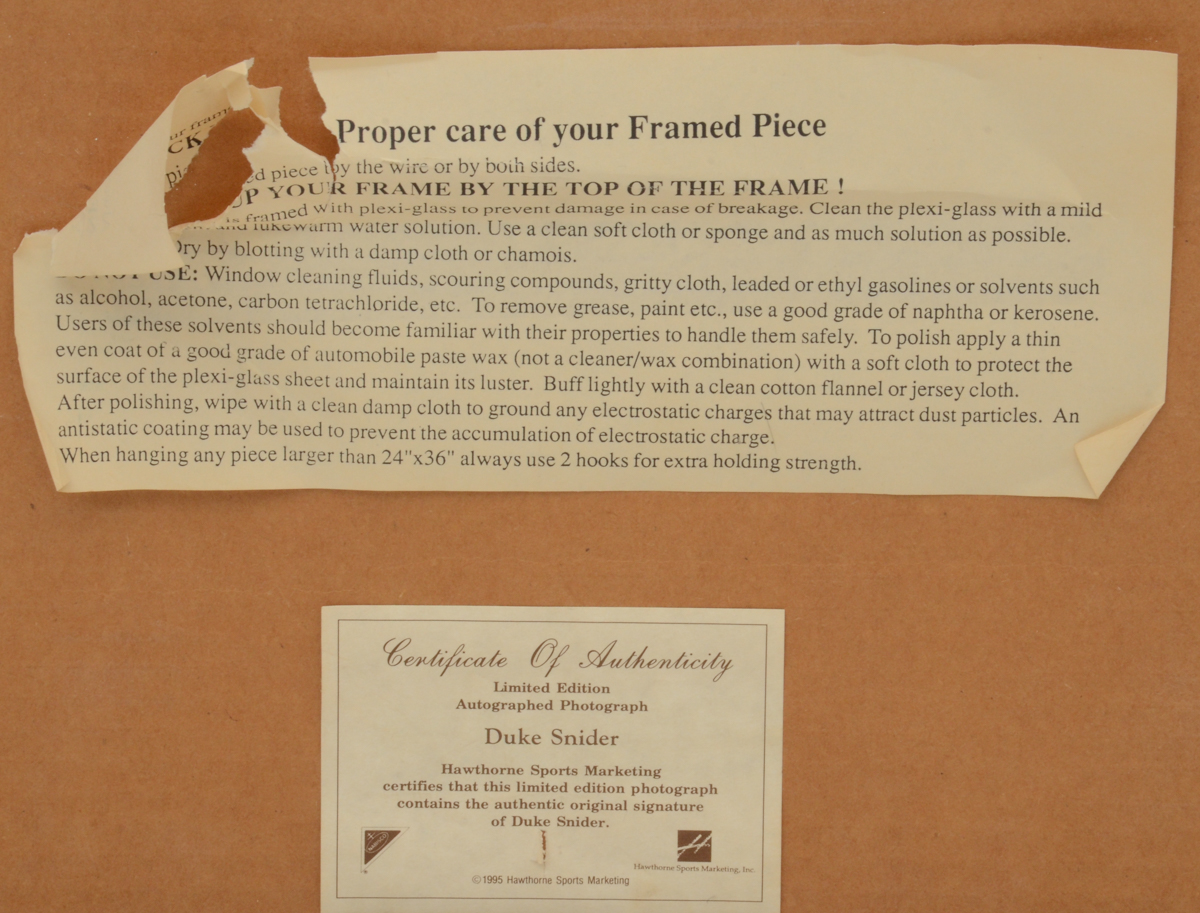 Proper care of your Framed Piece
ed piece by the wire or by both sides.
UP YOUR FRAME BY THE TOP OF THE FRAME !
is framed with plexi-glass to prevent damage in case of breakage. Clean the plexi-glass with a mild
and lukewarm water solution. Use a clean soft cloth or sponge and as much solution as possible.
Dry by blotting with a damp cloth or chamois.
DO NOT USE: Window cleaning fluids, scouring compounds, gritty cloth, leaded or ethyl gasolines or solvents such
as alcohol, acetone, carbon tetrachloride, etc. To remove grease, paint etc., use a good grade of naphtha or kerosene.
Users of these solvents should become familiar with their properties to handle them safely. To polish apply a thin
even coat of a good grade of automobile paste wax (not a cleaner/wax combination) with a soft cloth to protect the
surface of the plexi-glass sheet and maintain its luster. Buff lightly with a clean cotton flannel or jersey cloth.
After polishing, wipe with a clean damp cloth to ground any electrostatic charges that may attract dust particles. An
antistatic coating may be used to prevent the accumulation of electrostatic charge.
When hanging any piece larger than 24"x36" always use 2 hooks for extra holding strength.
Certificate Of Authenticity
Limited Edition
Autographed Photograph
Duke Snider
Hawthorne Sports Marketing
certifies that this limited edition photograph
contains the authentic original signature
of Duke Snider.
Hawthorne Sports Marketing, Inc.
©1995 Hawthorne Sports Marketing